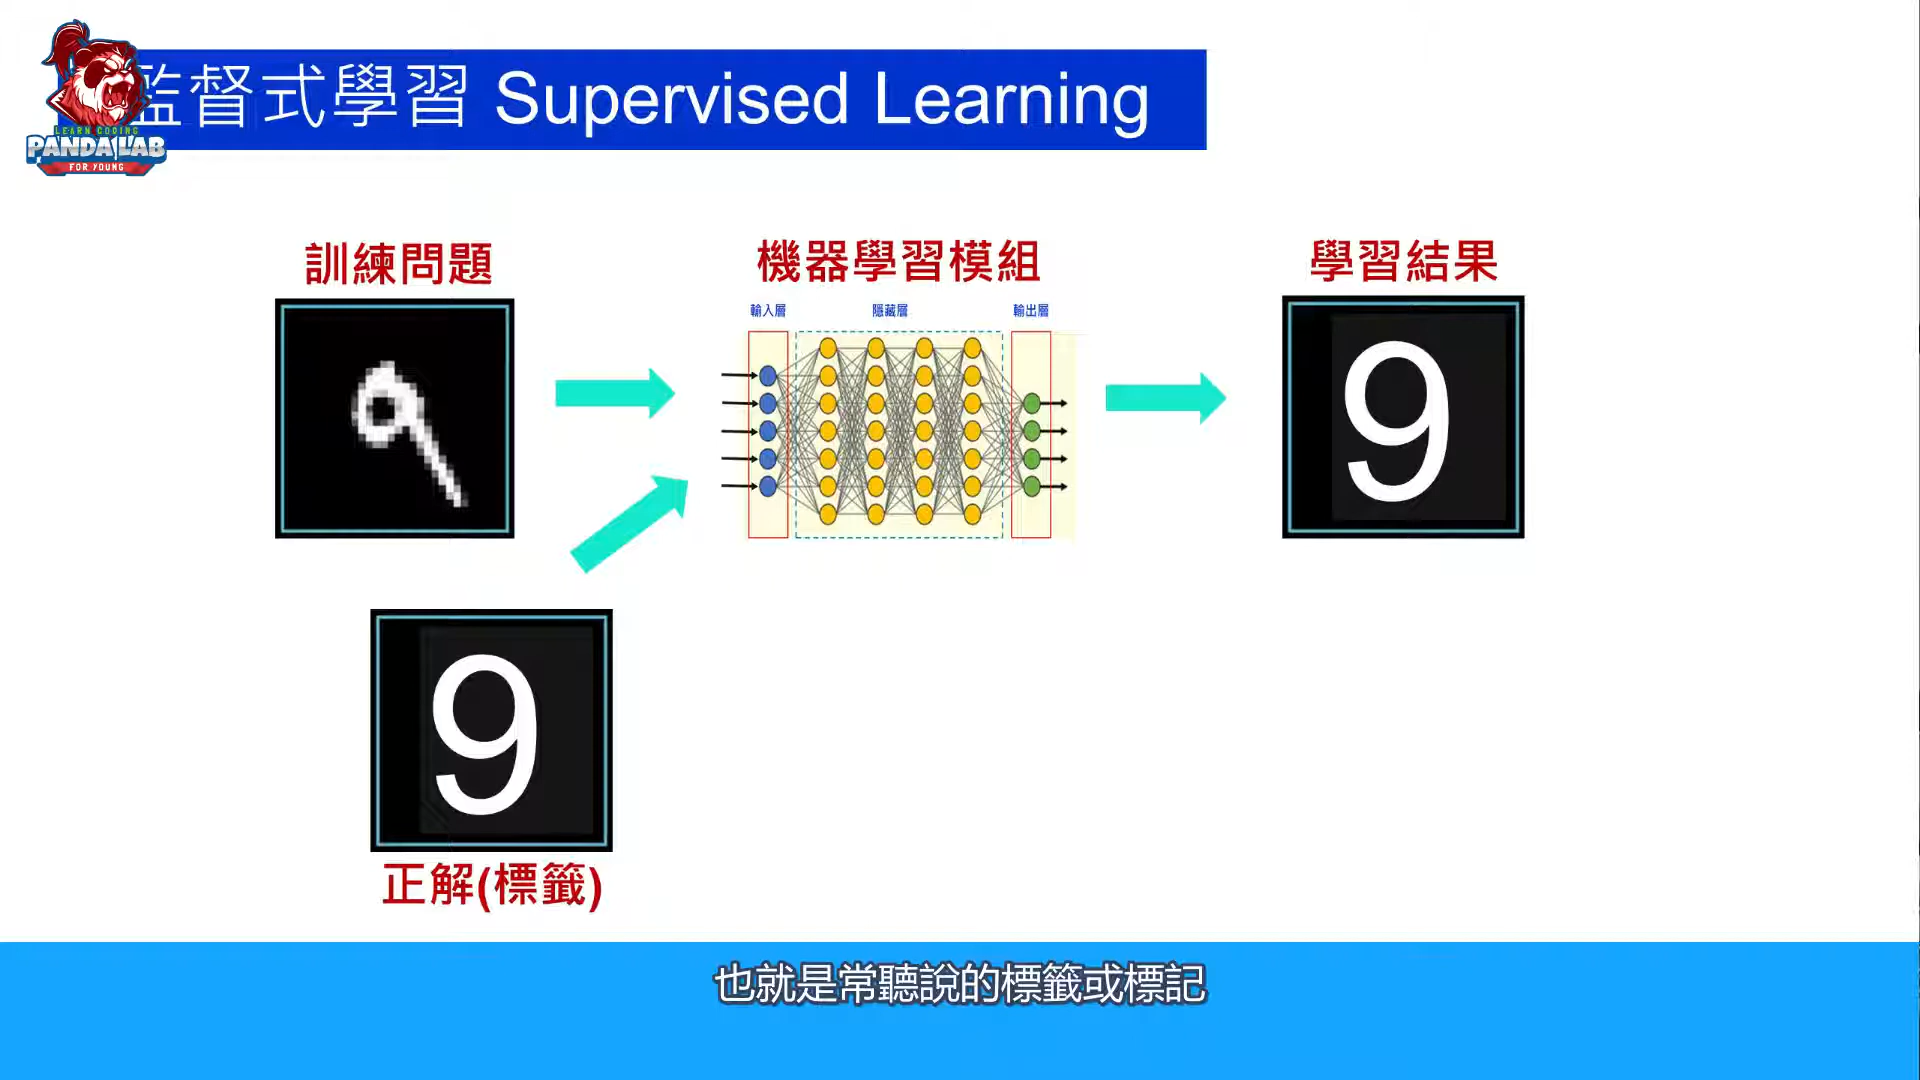 監督式學習 Supervised Learning
LEARN CODING
PANDA LAB
FOR YOUNG
訓練問題
機器學習模組
學習結果
輸入層
隱藏層
輸出層
9
9
9
正解(標籤)
也就是常聽說的標籤或標記